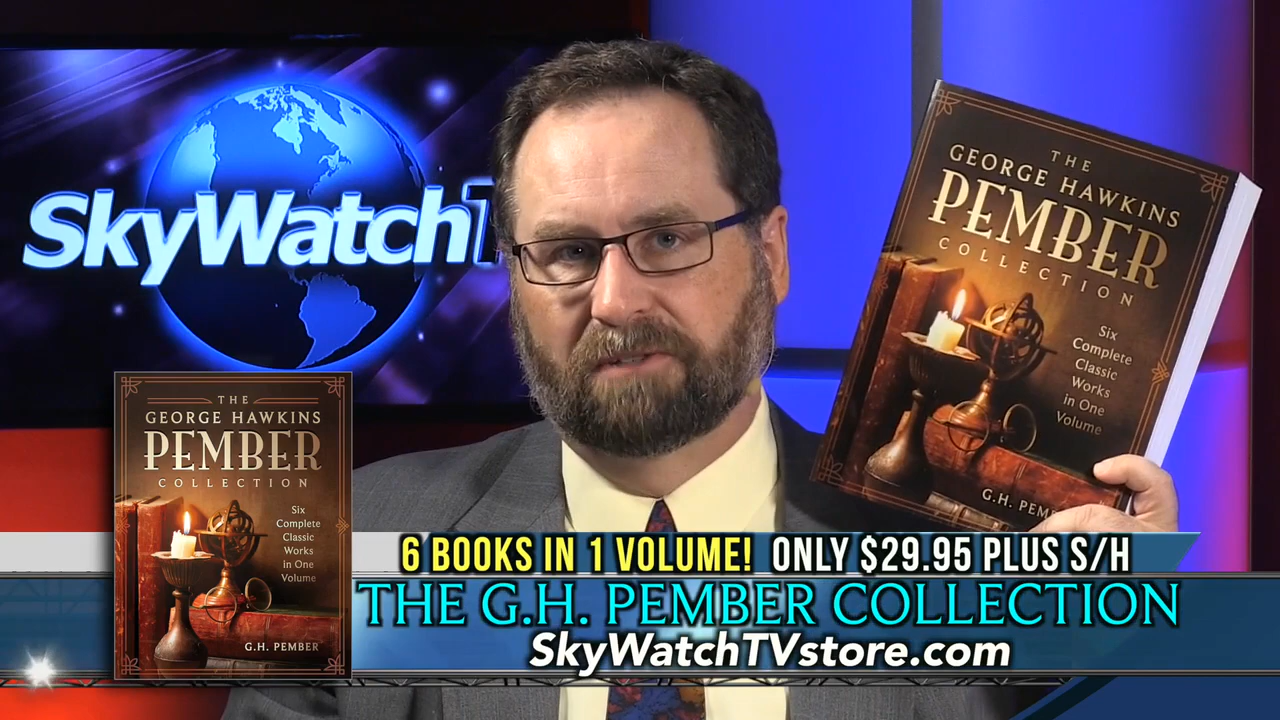 SkyWatchT
THE
GEORGE HAWKINS
PEMBER
COLLECTION
Six
Complete
Classic
Works
in One
Volume
G.H. PEM
THE
GEORGE HAWKINS
PEMBER
COLLECTION
Six
Complete
Classic
Works
in One
Volume
G.H. PEMBER
6 BOOKS IN 1 VOLUME! ONLY $29.95 PLUS S/H
THE G.H. PEMBER COLLECTION
SkyWatchTVstore.com